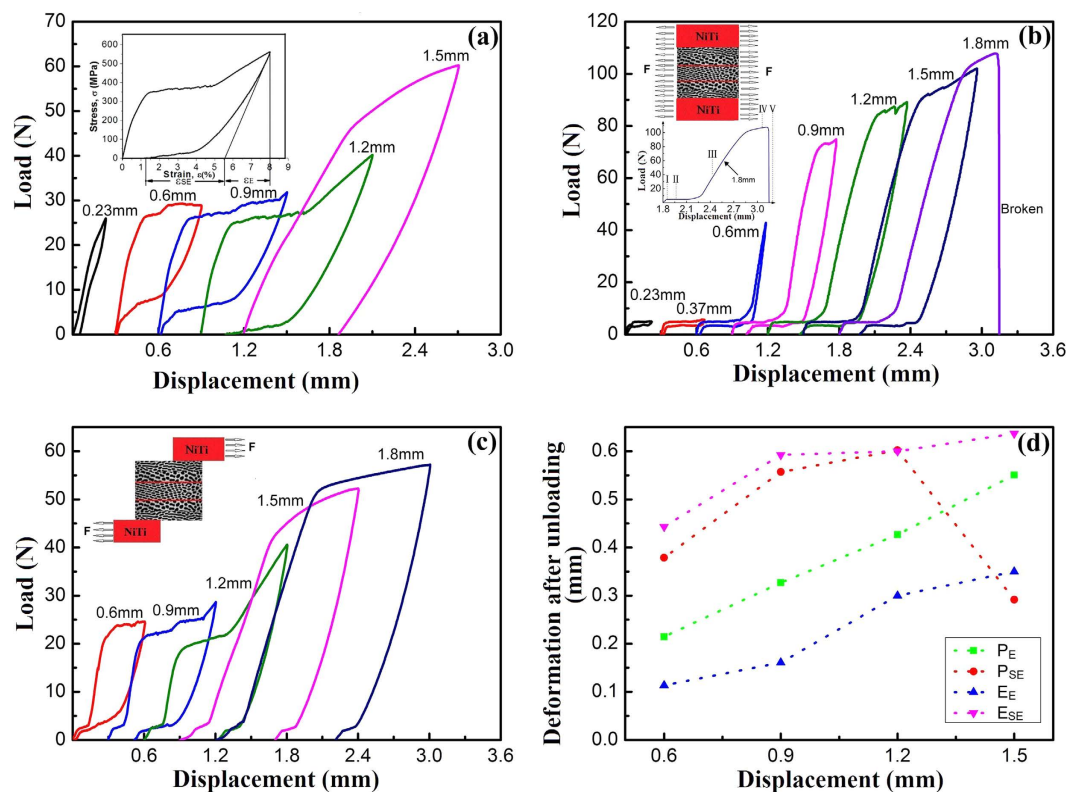 (a)
70
60
50
40
30
20
10
0
Load (N)
0.6
1.2
1.8
2.4
3.0
Displacement (mm)
0.23mm
0.6mm
0.9mm
1.2mm
1.5mm
600
500
400
300
200
100
0
Stress, σ (MPa)
0 1 2 3 4 5 6 7 8 9
Strain, ε(%)
εSE
εE
(b)
120
100
80
60
40
20
0
Load (N)
0.6
1.2
1.8
2.4
3.0
3.6
Displacement (mm)
0.23mm
0.37mm
0.6mm
0.9mm
1.2mm
1.5mm
1.8mm
Broken
NiTi
F
F
NiTi
100
80
60
40
20
0
Load (N)
I II
III
IV V
1.8mm
1.8 2.1 2.4 2.7 3.0
Displacement (mm)
(c)
60
50
40
30
20
10
0
Load (N)
0.6
1.2
1.8
2.4
3.0
3.6
Displacement (mm)
0.6mm
0.9mm
1.2mm
1.5mm
1.8mm
NiTi
F
F
NiTi
(d)
0.6
0.5
0.4
0.3
0.2
0.1
0.0
Deformation after unloading
(mm)
0.6
0.9
1.2
1.5
Displacement (mm)
PE
PSE
EE
ESE